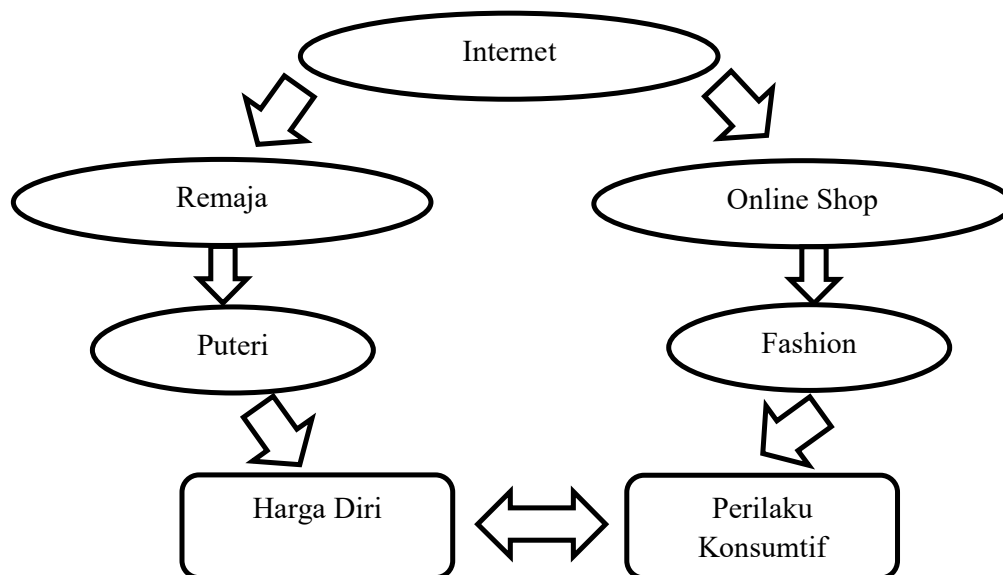 Internet
Remaja
Online Shop
Puteri
Fashion
Harga Diri
Perilaku
Konsumtif